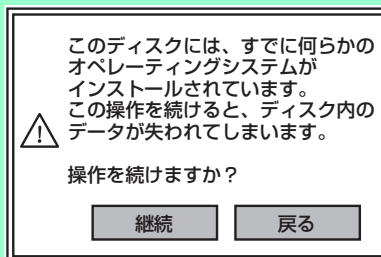 このディスクには、すでに何らかの
オペレーティングシステムが
インストールされています。
この操作を続けると、ディスク内の
データが失われてしまいます。
操作を続けますか？
継続
戻る